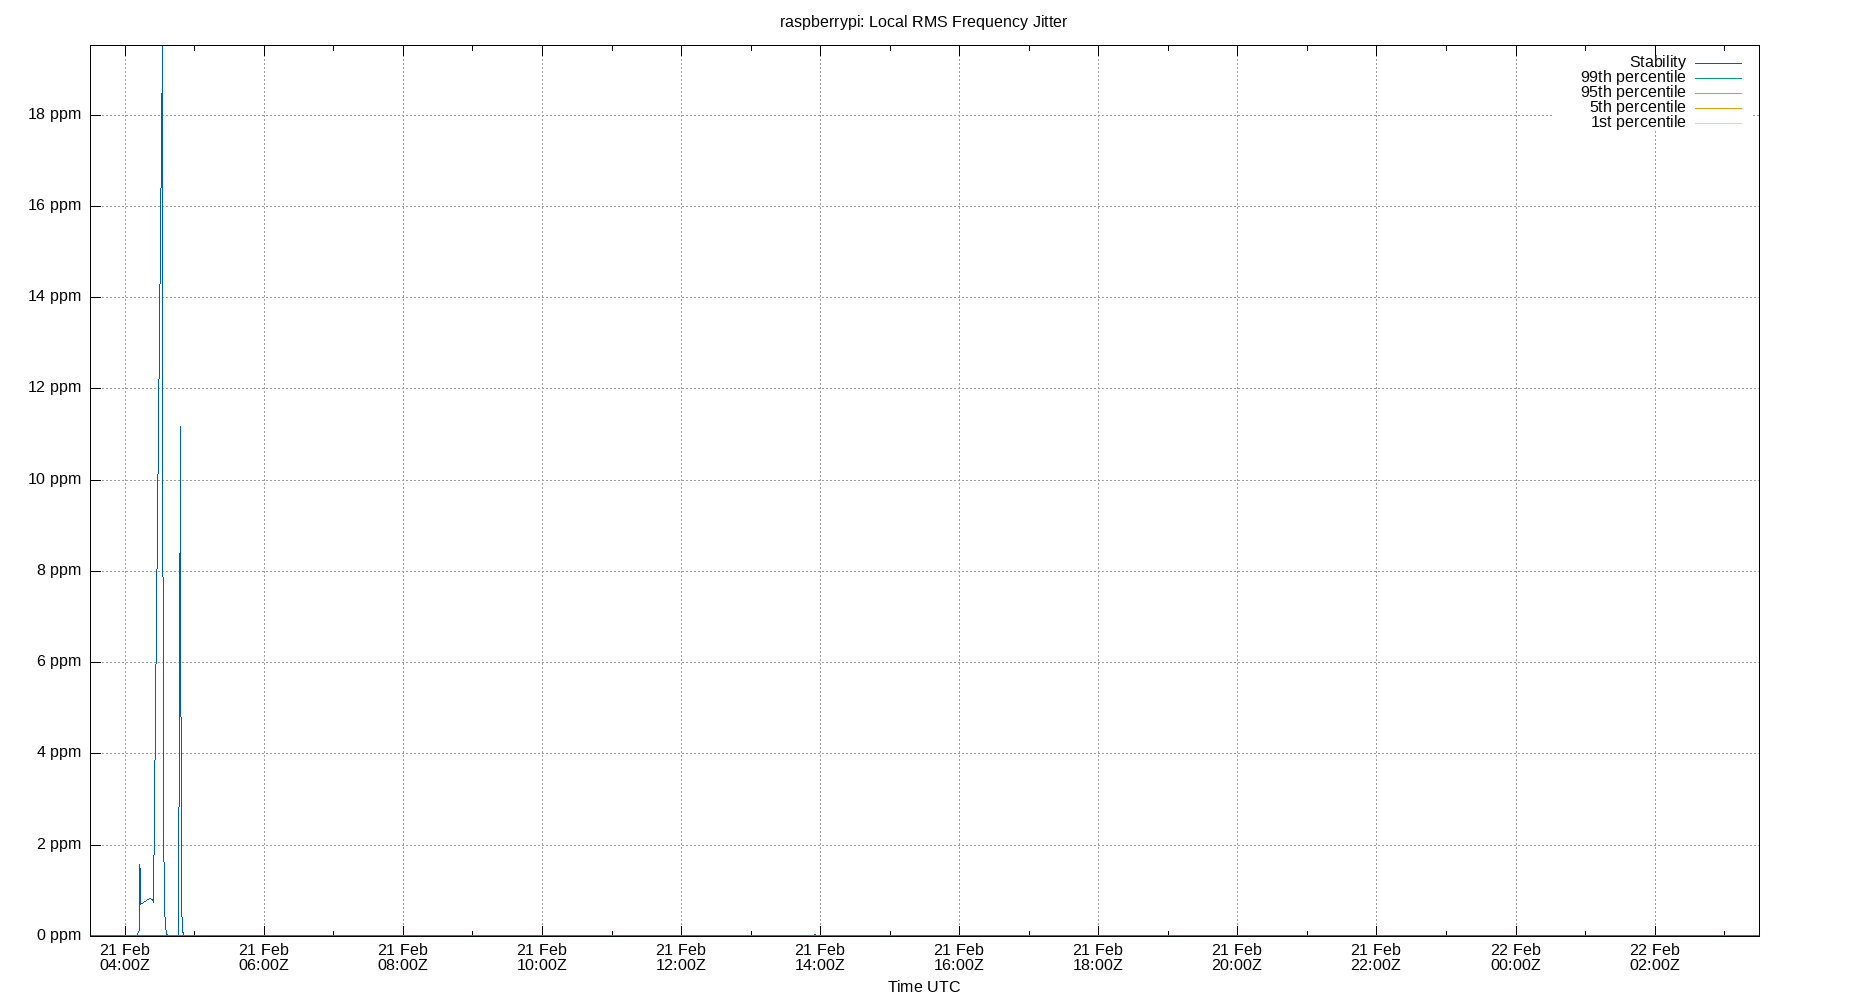 raspberrypi: Local RMS Frequency Jitter
Stability
99th percentile
95th percentile
5th percentile
1st percentile
18 ppm
16 ppm
14 ppm
12 ppm
10 ppm
8 ppm
6 ppm
4 ppm
2 ppm
0 ppm
21 Feb 21 Feb 21 Feb 21 Feb 21 Feb 21 Feb 21 Feb 21 Feb 21 Feb 21 Feb 22 Feb 22 Feb
04:00Z 06:00Z 08:00Z 10:00Z 12:00Z 14:00Z 16:00Z 18:00Z 20:00Z 22:00Z 00:00Z 02:00Z
Time UTC